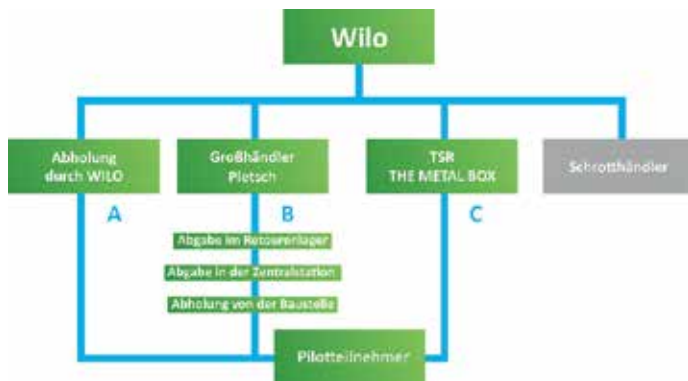 Wilo
Abholung
durch WILO
Großhändler
Pietsch
TSR
THE METAL BOX
Schrotthändler
A
B
C
Abgabe im Retourenlager
Abgabe in der Zentralstation
Abholung von der Baustelle
Pilotteilnehmer